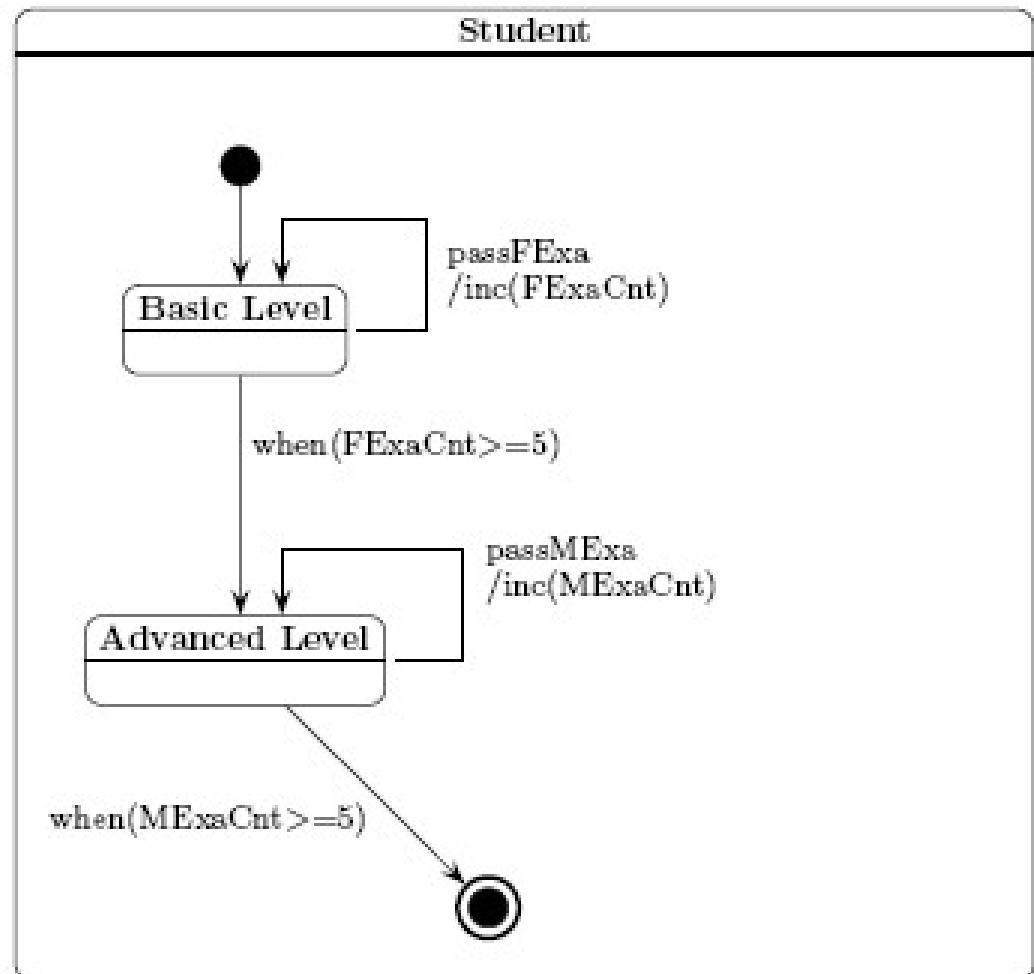 Student
passFExa
/inc(FExaCnt)
Basic Level
when(FExaCnt>=5)
passMExa
/inc(MExaCnt)
Advanced Level
when(MExaCnt>=5)